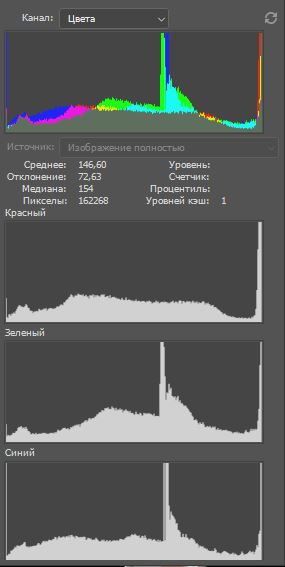 Канал: Цвета
Источник: Изображение полностью
Среднее: 146,60 Уровень:
Отклонение: 72,63 Счетчик:
Медиана: 154 Процентиль:
Пикселы: 162268 Уровней кэш: 1
Красный
Зеленый
Синий